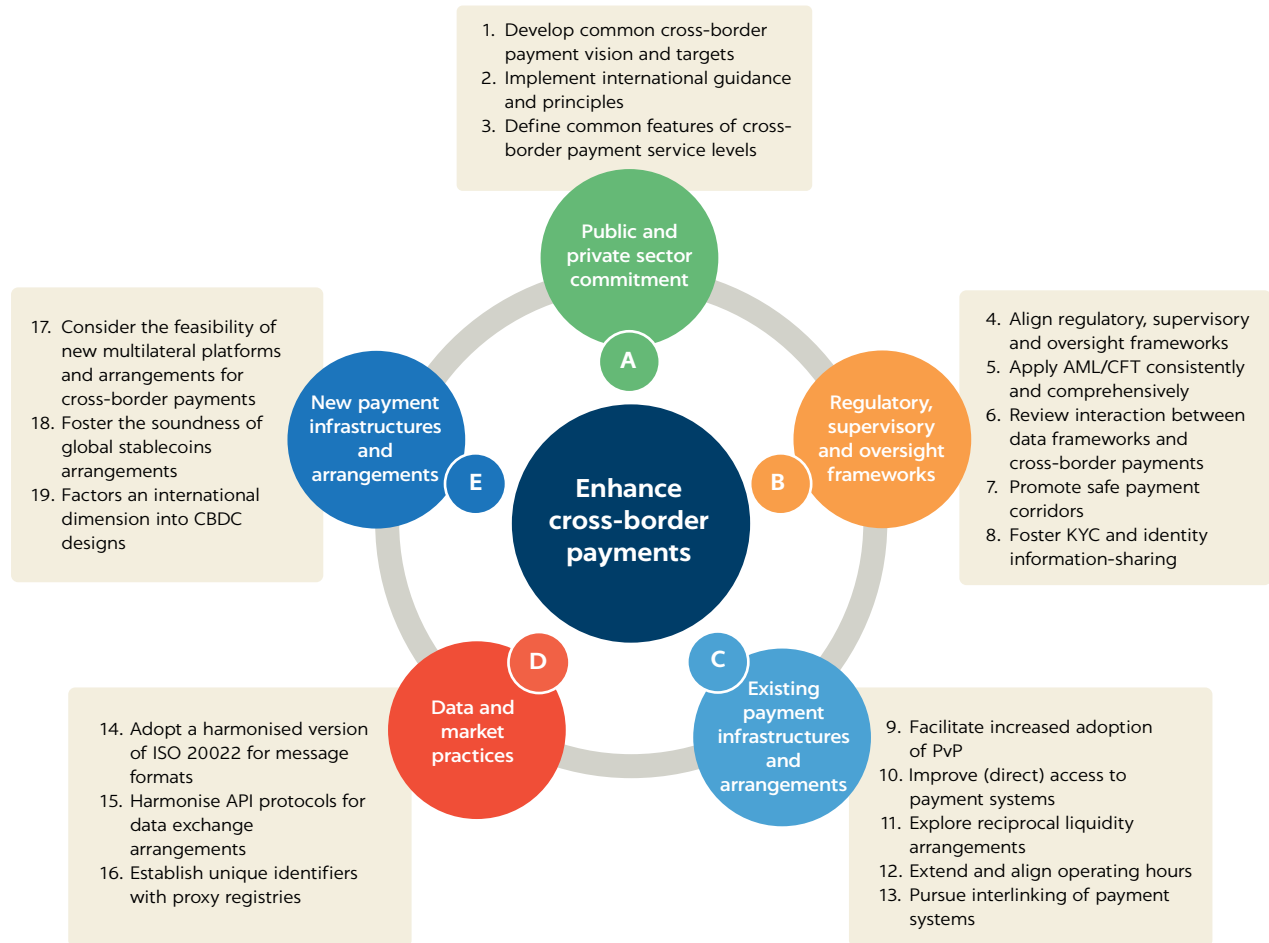 1. Develop common cross-border
payment vision and targets
2. Implement international guidance
and principles
3. Define common features of cross-
border payment service levels
Public and
private sector
commitment
A
4. Align regulatory, supervisory
and oversight frameworks
5. Apply AML/CFT consistently
and comprehensively
6. Review interaction between
data frameworks and
cross-border payments
7. Promote safe payment
corridors
8. Foster KYC and identity
information-sharing
Regulatory,
supervisory
and oversight
frameworks
B
Enhance
cross-border
payments
9. Facilitate increased adoption
of PvP
10. Improve (direct) access to
payment systems
11. Explore reciprocal liquidity
arrangements
12. Extend and align operating hours
13. Pursue interlinking of payment
systems
C
Existing
payment
infrastructures
and
arrangements
D
Data and
market
practices
14. Adopt a harmonised version
of ISO 20022 for message
formats
15. Harmonise API protocols for
data exchange
arrangements
16. Establish unique identifiers
with proxy registries
17. Consider the feasibility of
new multilateral platforms
and arrangements for
cross-border payments
18. Foster the soundness of
global stablecoins
arrangements
19. Factors an international
dimension into CBDC
designs
New payment
infrastructures
and
arrangements
E